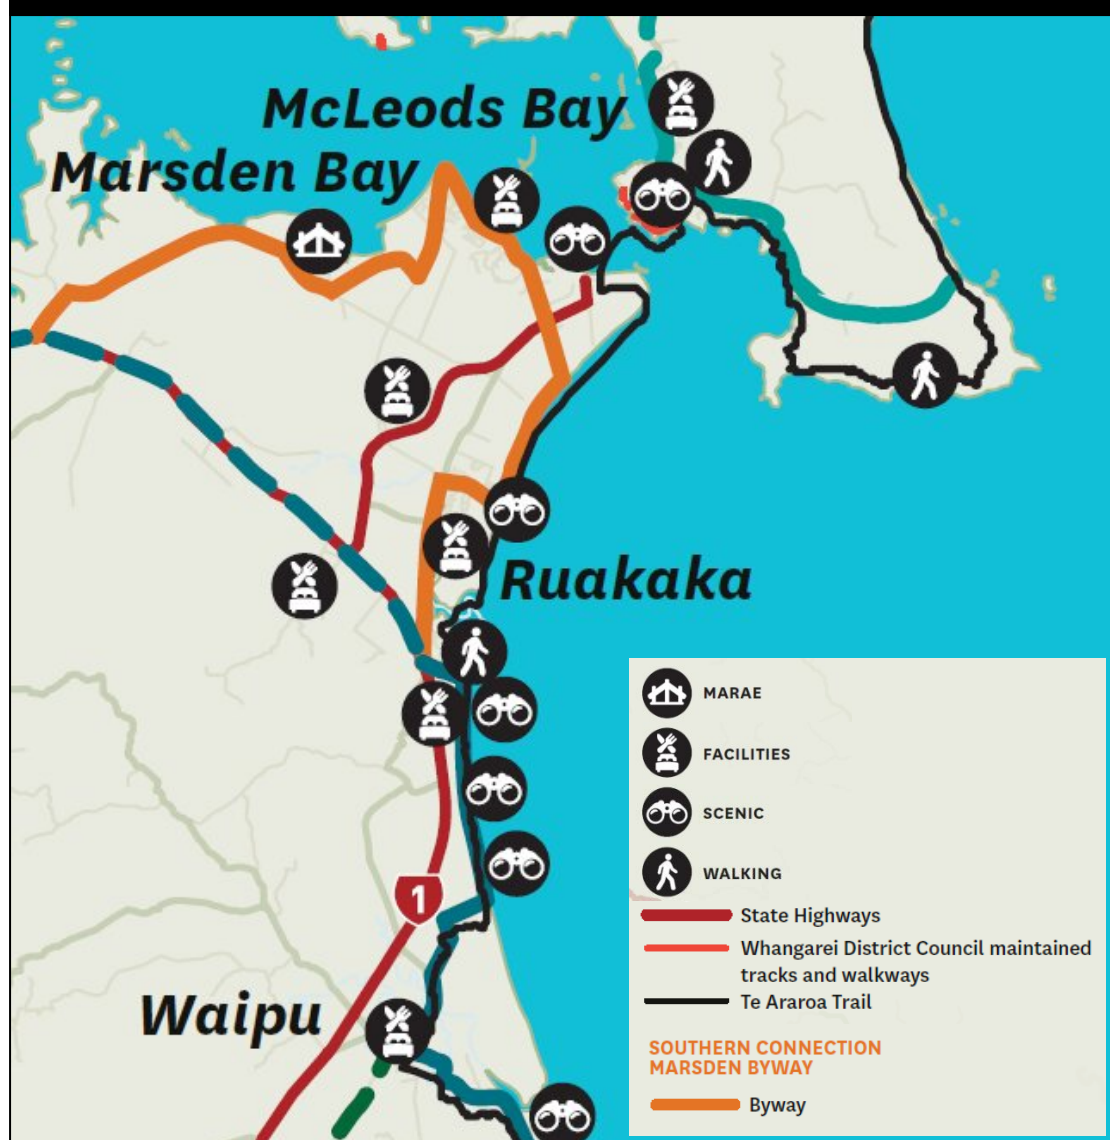 McLeods Bay
Marsden Bay
Ruakaka
1
Waipu
MARAE
FACILITIES
SCENIC
WALKING
State Highways
Whangarei District Council maintained
tracks and walkways
Te Araroa Trail
SOUTHERN CONNECTION
MARSDEN BYWAY
Byway